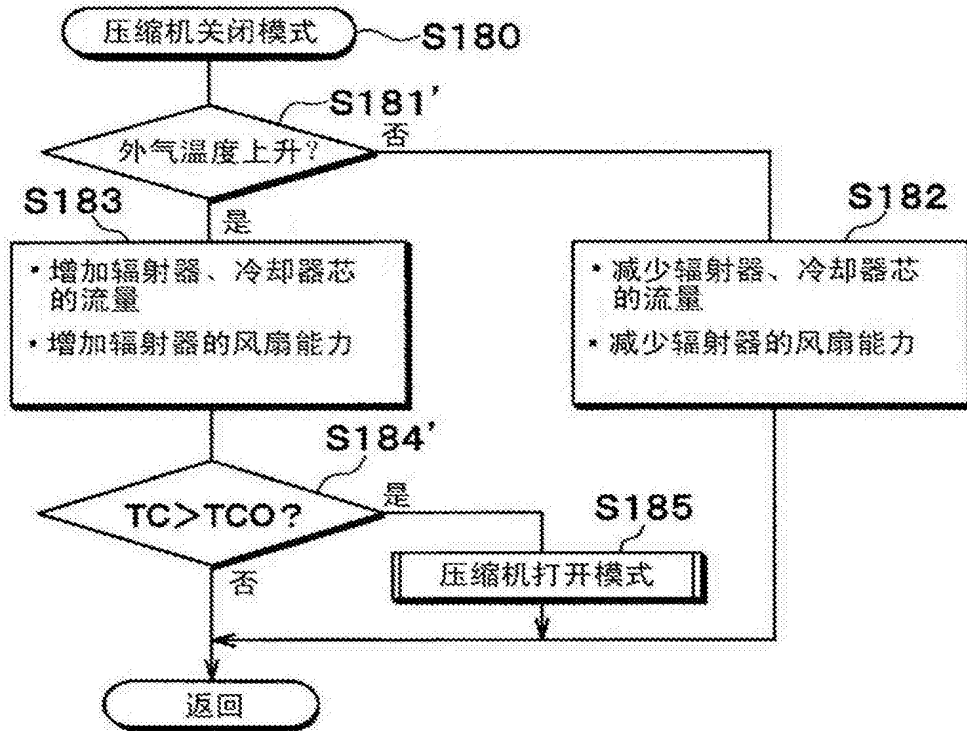 压缩机关闭模式
S180
S181'
外气温度上升?
否
是
S183
S182
・增加辐射器、冷却器芯
的流量
・增加辐射器的风扇能力
・减少辐射器、冷却器芯
的流量
・减少辐射器的风扇能力
S184'
TC>TCO?
是
否
S185
压缩机打开模式
返回